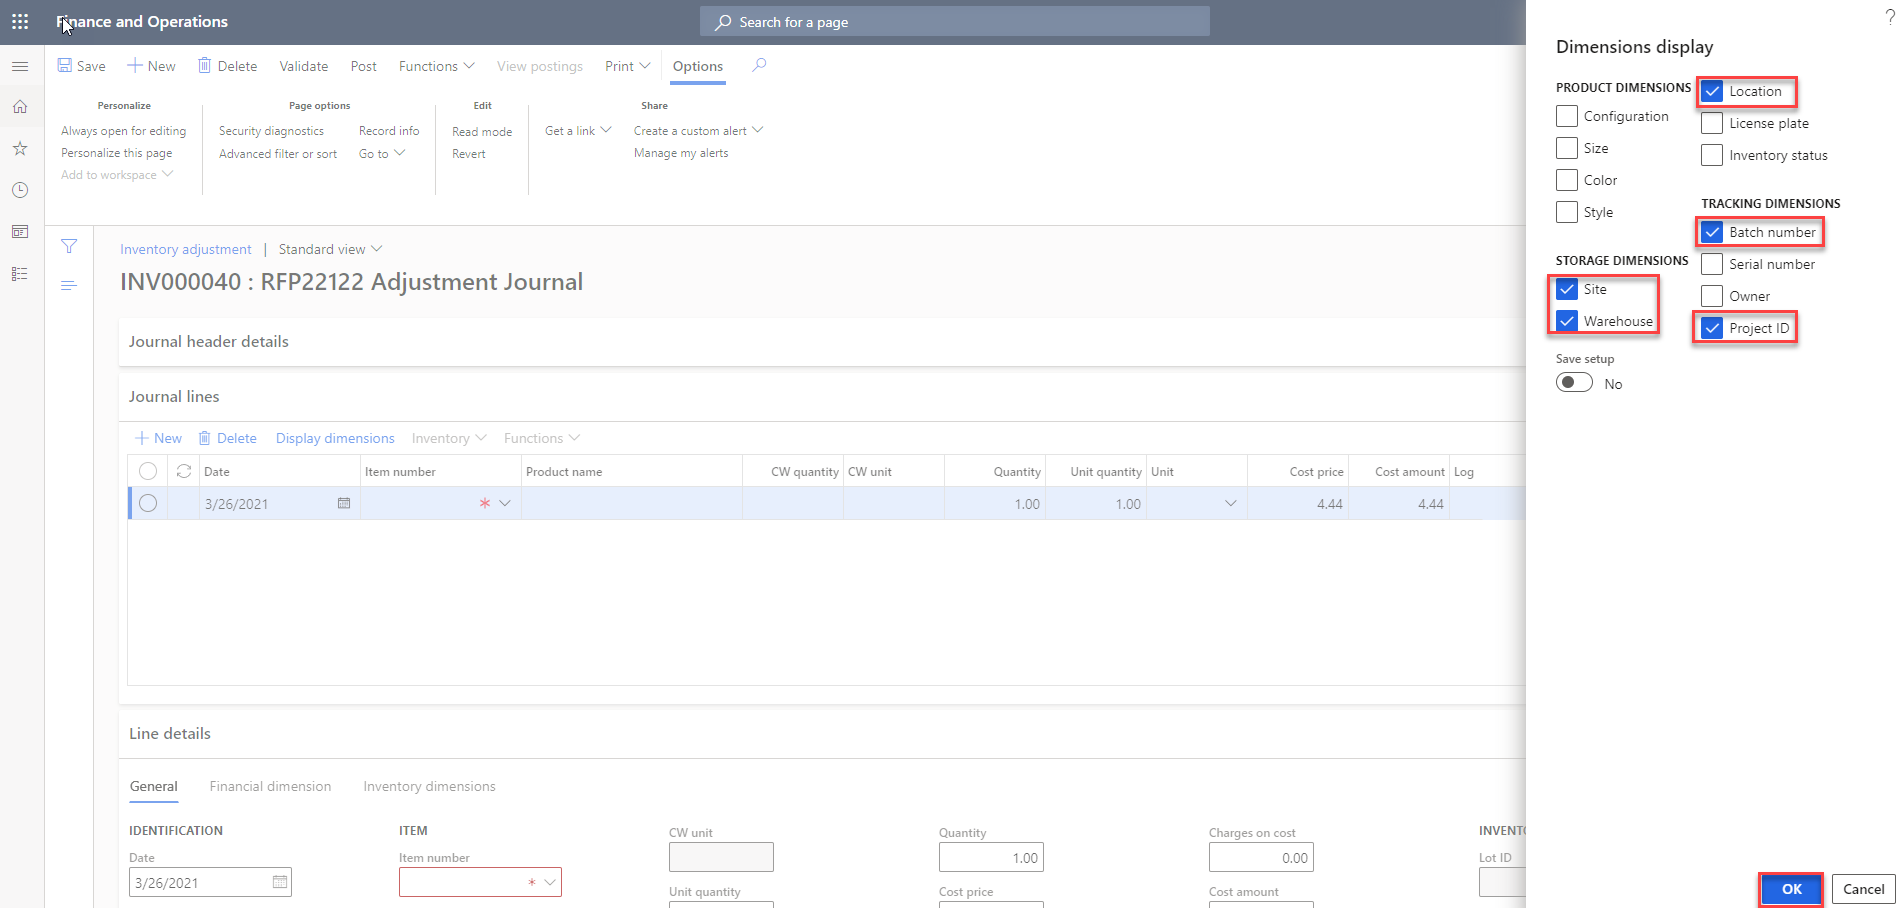 Finance and Operations
Search for a page
?
Save
New
Delete
Validate
Post
Functions
View postings
Print
Options
Personalize
Always open for editing
Personalize this page
Add to workspace
Page options
Security diagnostics
Advanced filter or sort
Record info
Go to
Edit
Read mode
Revert
Share
Get a link
Create a custom alert
Manage my alerts
Inventory adjustment | Standard view
INV000040 : RFP22122 Adjustment Journal
Journal header details
Journal lines
New Delete Display dimensions Inventory Functions
Date Item number Product name CW quantity CW unit Quantity Unit quantity Unit Cost price Cost amount Log
3/26/2021 * 1.00 1.00 4.44 4.44
Line details
General Financial dimension Inventory dimensions
IDENTIFICATION
Date
3/26/2021
ITEM
Item number
*
CW unit
Unit quantity
Quantity
1.00
Cost price
Charges on cost
0.00
Cost amount
INVENTO
Lot ID
Dimensions display
PRODUCT DIMENSIONS
Configuration
Size
Color
Style
STORAGE DIMENSIONS
Site
Warehouse
Save setup
No
Location
License plate
Inventory status
TRACKING DIMENSIONS
Batch number
Serial number
Owner
Project ID
OK
Cancel